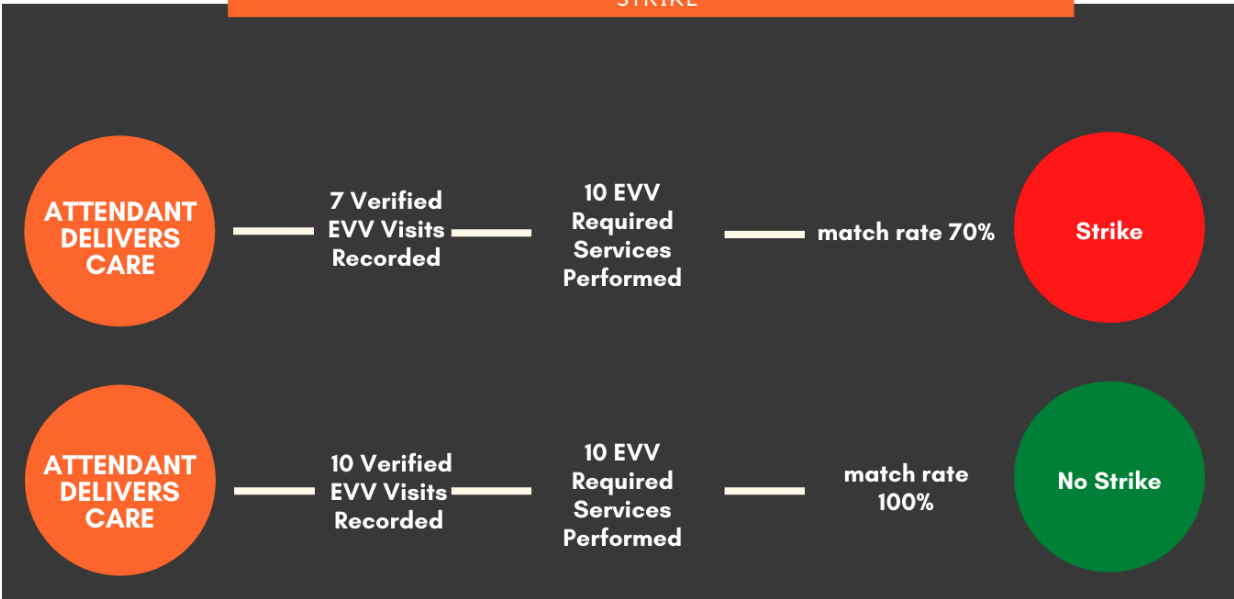 STRIKE
ATTENDANT
DELIVERS
CARE
7 Verified
EVV Visits
Recorded
10 EVV
Required
Services
Performed
match rate 70%
Strike
ATTENDANT
DELIVERS
CARE
10 Verified
EVV Visits
Recorded
10 EVV
Required
Services
Performed
match rate
100%
No Strike